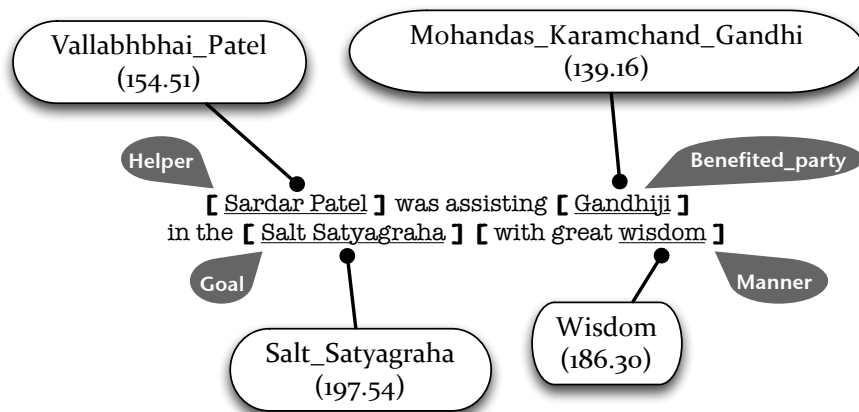 Vallabhbhai_Patel
(154.51)
Mohandas_Karamchand_Gandhi
(139.16)
Helper
Benefited_party
[ Sardar Patel ] was assisting [ Gandhiji ]
in the [ Salt Satyagraha ] [ with great wisdom ]
Goal
Manner
Salt_Satyagraha
(197.54)
Wisdom
(186.30)